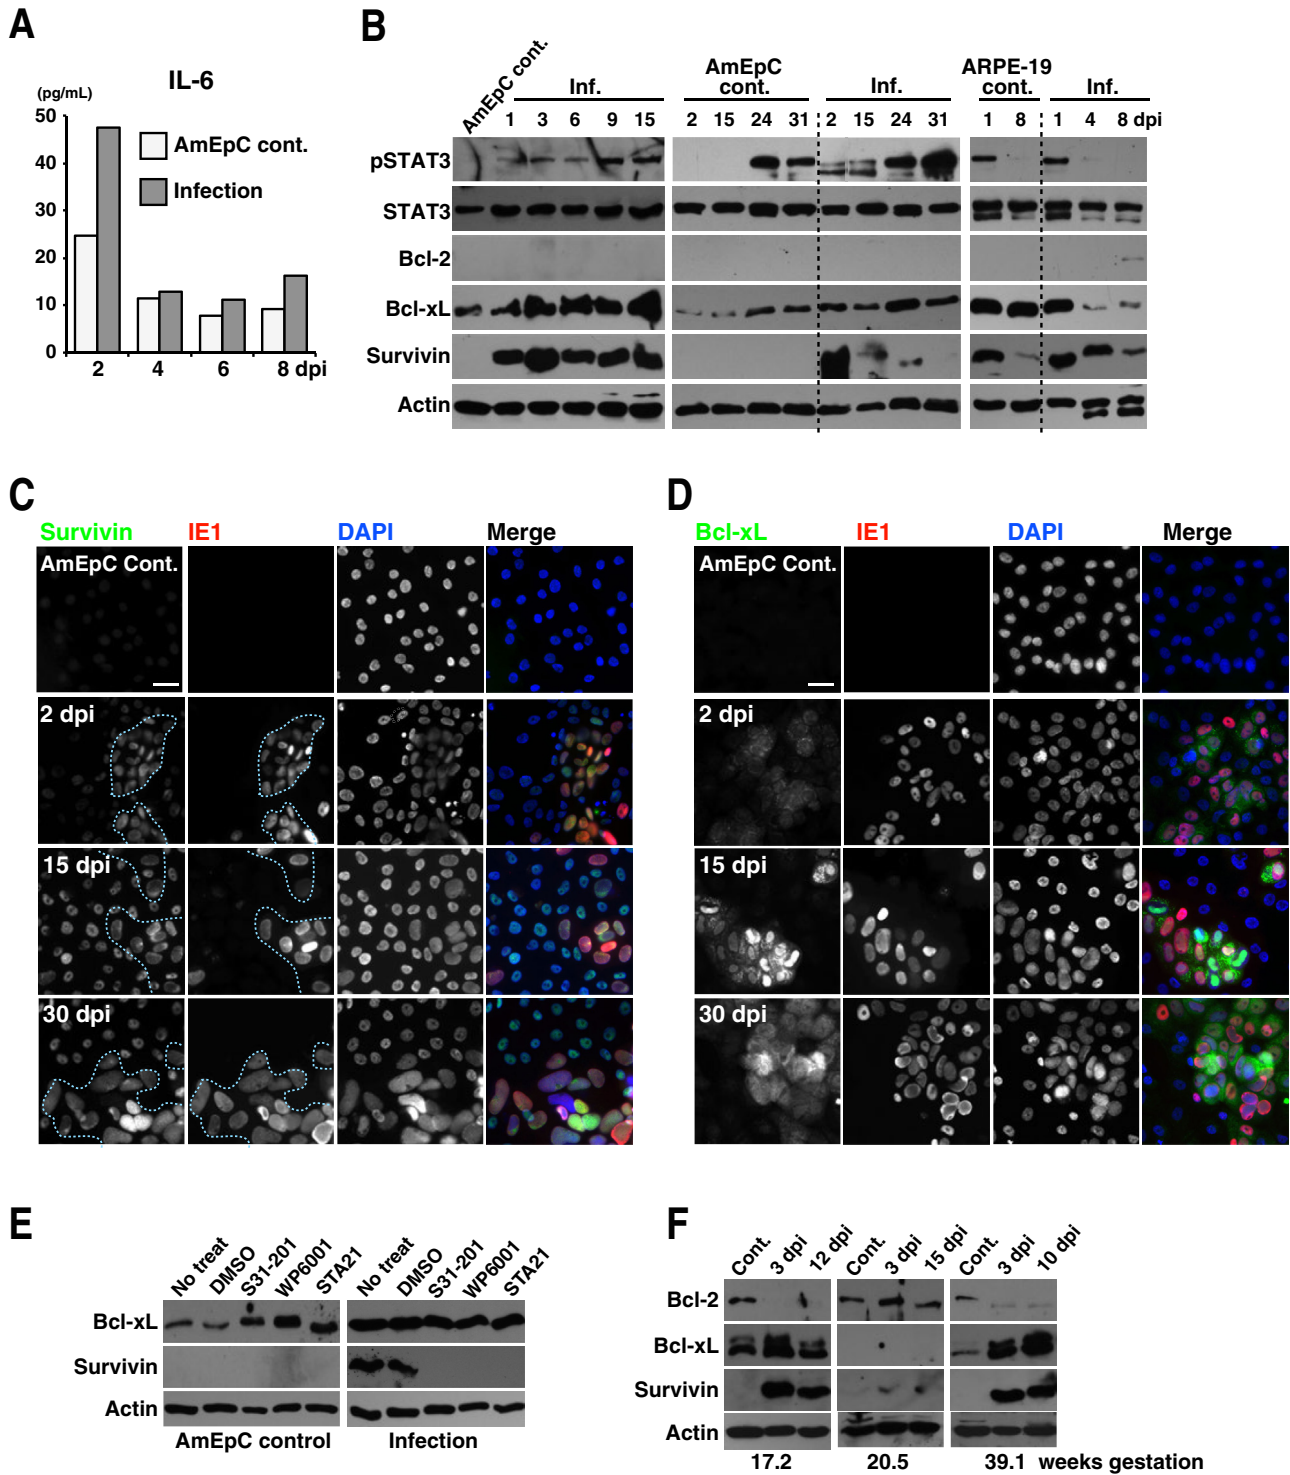 A
IL-6
(pg/mL)
50
40
30
20
10
0
AmEpC cont.
Infection
2 4 6 8 dpi
B
AmEpC cont.
Inf.
AmEpC cont.
Inf.
ARPE-19 cont.
Inf.
1 3 6 9 15 2 15 24 31 2 15 24 31 1 8 1 4 8 dpi
pSTAT3
STAT3
Bcl-2
Bcl-xL
Survivin
Actin
C
Survivin IE1 DAPI Merge
AmEpC Cont.
2 dpi
15 dpi
30 dpi
D
Bcl-xL IE1 DAPI Merge
AmEpC Cont.
2 dpi
15 dpi
30 dpi
E
No treat DMSO S31-201 WP6001 STA21 No treat DMSO S31-201 WP6001 STA21
Bcl-xL
Survivin
Actin
AmEpC control Infection
F
Cont. 3 dpi 12 dpi Cont. 3 dpi 15 dpi Cont. 3 dpi 10 dpi
Bcl-2
Bcl-xL
Survivin
Actin
17.2 20.5 39.1 weeks gestation